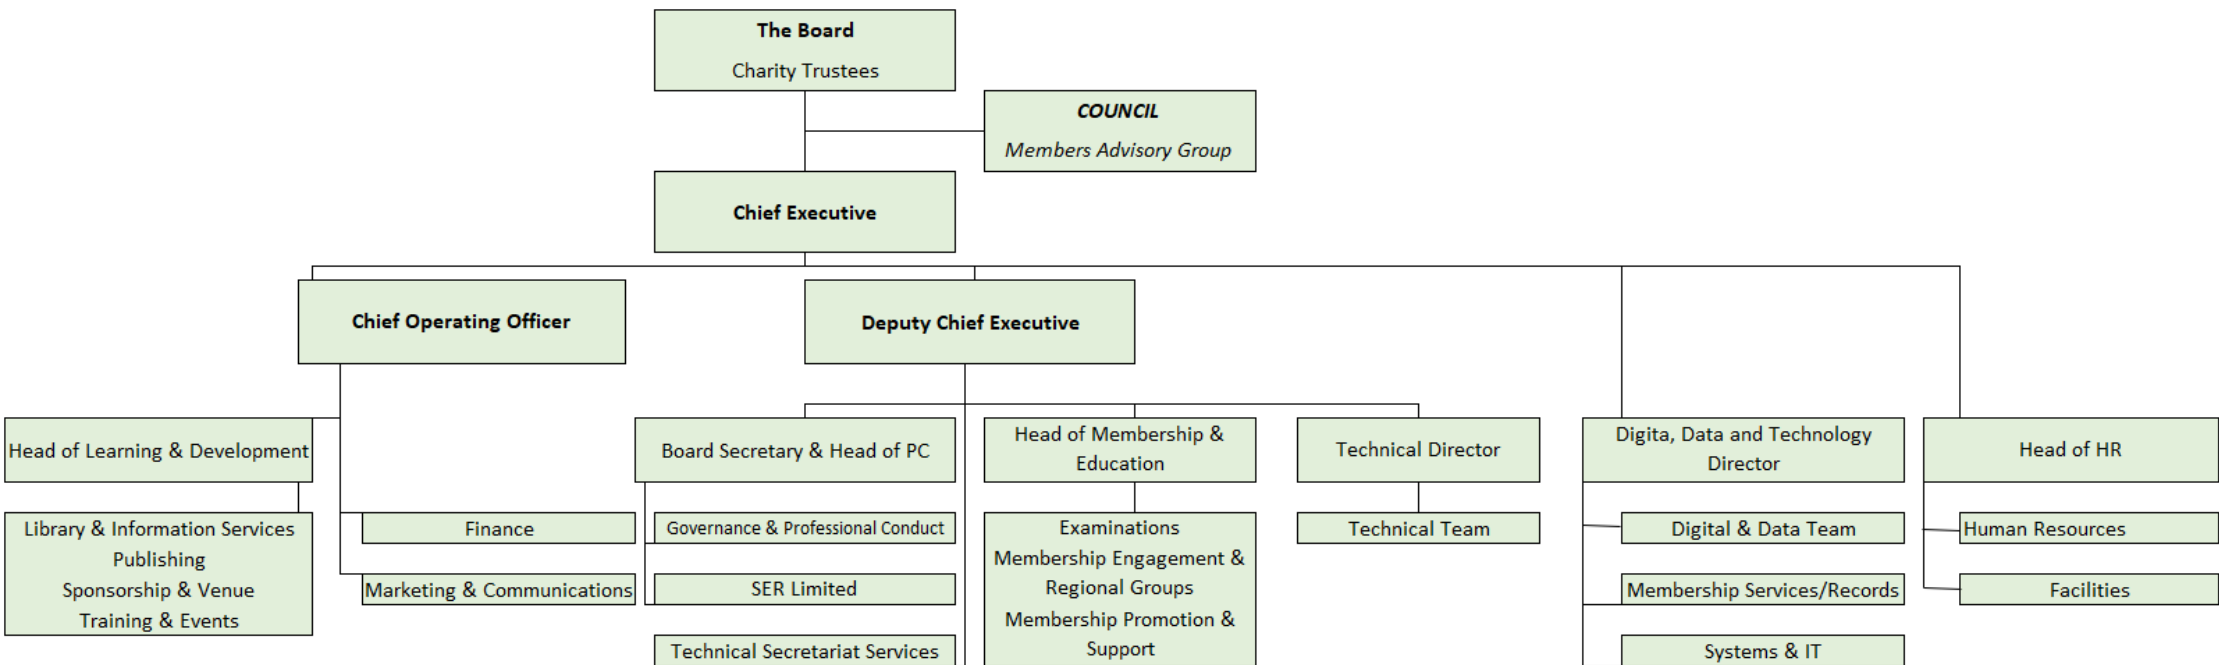 The Board
Charity Trustees
COUNCIL
Members Advisory Group
Chief Executive
Chief Operating Officer
Deputy Chief Executive
Head of Learning & Development
Board Secretary & Head of PC
Head of Membership &
Education
Technical Director
Digita, Data and Technology
Director
Head of HR
Library & Information Services
Publishing
Sponsorship & Venue
Training & Events
Finance
Marketing & Communications
Governance & Professional Conduct
SER Limited
Technical Secretariat Services
Examinations
Membership Engagement &
Regional Groups
Membership Promotion &
Support
Technical Team
Digital & Data Team
Membership Services/Records
Systems & IT
Human Resources
Facilities